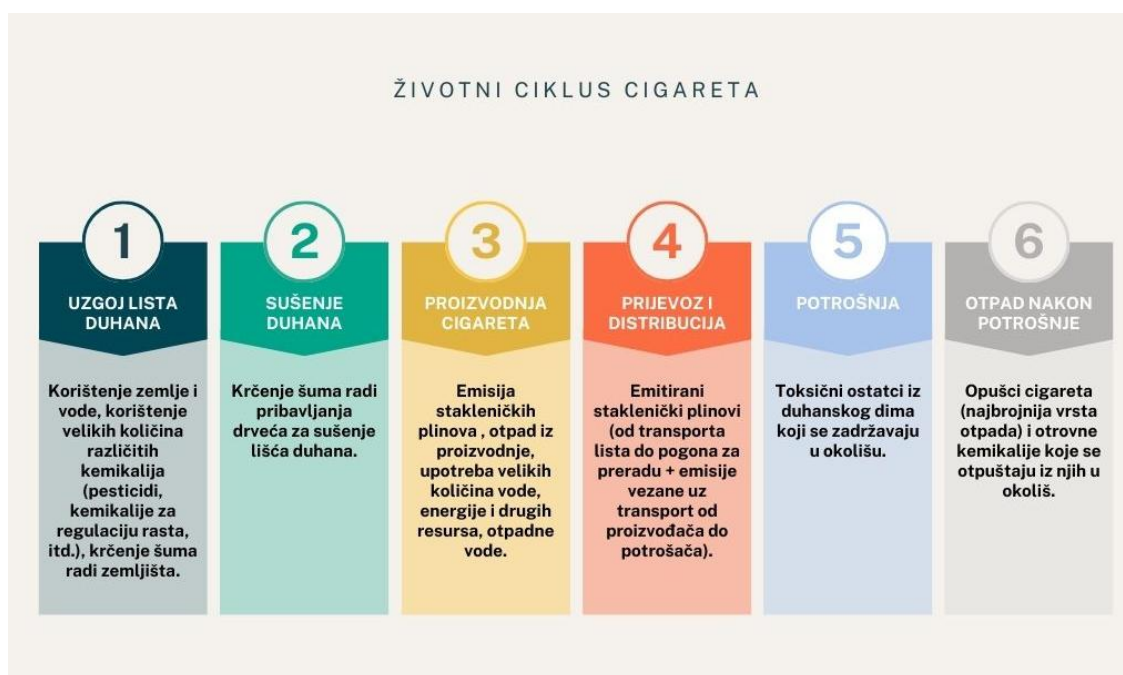 ŽIVOTNI CIKLUS CIGARETA
1
UZGOJ LISTA
DUHANA
Korištenje zemlje i
vode, korištenje
velikih količina
različitih
kemikalija
(pesticidi,
kemikalije za
regulaciju rasta,
itd.), krčenje šuma
radi zemljišta.
2
SUŠENJE
DUHANA
Krčenje šuma radi
pribavljanja
drveća za sušenje
lišća duhana.
3
PROIZVODNJA
CIGARETA
Emisija
stakleničkih
plinova , otpad iz
proizvodnje,
upotreba velikih
količina vode,
energije i drugih
resursa, otpadne
vode.
4
PRIJEVOZ I
DISTRIBUCIJA
Emitirani
staklenički plinovi
(od transporta
lista do pogona za
preradu + emisije
vezane uz
transport od
proizvođača do
potrošača).
5
POTROŠNJA
Toksični ostatci iz
duhanskog dima
koji se zadržavaju
u okolišu.
6
OTPAD NAKON
POTROŠNJE
Opušci cigareta
(najbrojnija vrsta
otpada) i otrovne
kemikalije koje se
otpuštaju iz njih u
okoliš.